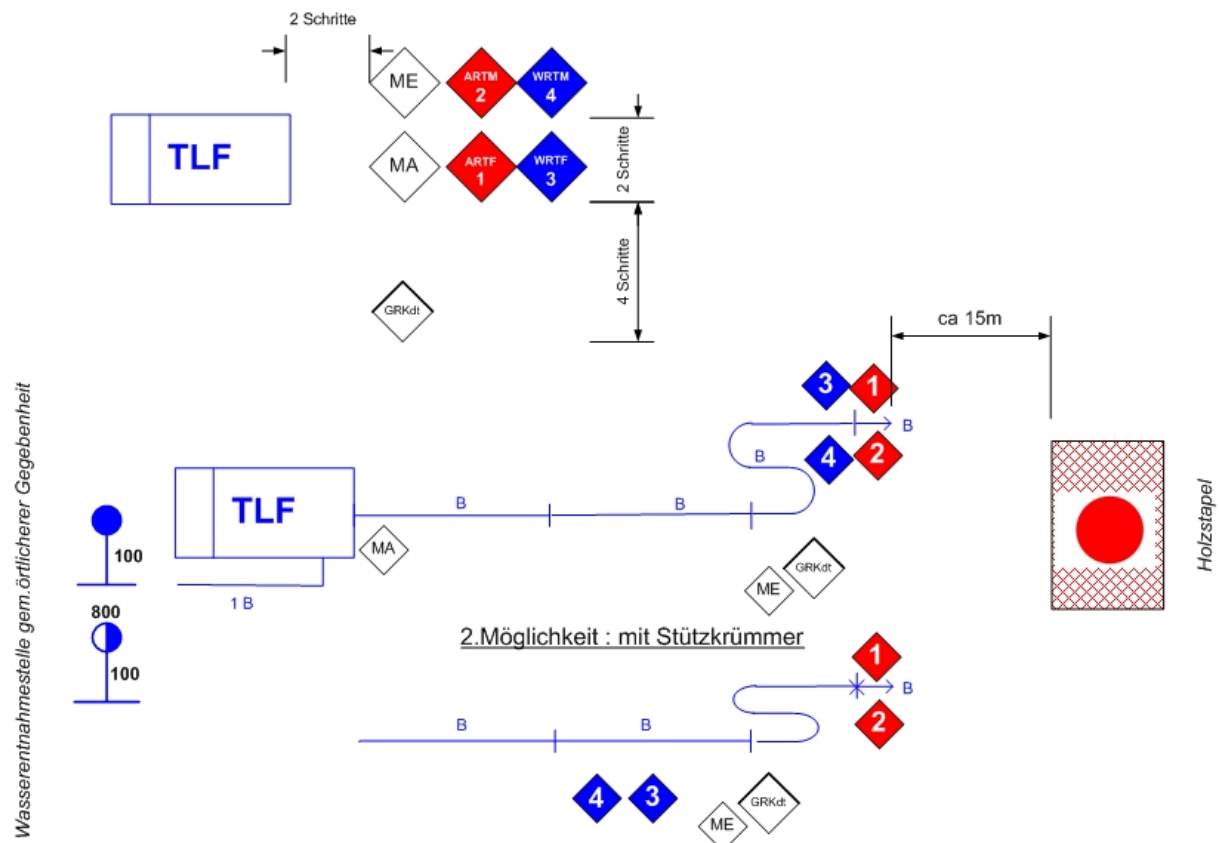 2 Schritte
ME
ARTM
2
WRTM
4
TLF
MA
ARTF
1
WRTF
3
2 Schritte
GRKdt
4 Schritte
ca 15m
3
1
B
B
4
2
Wasserentnahmestelle gem.örtlicherer Gegebenheit
TLF
B
B
MA
100
1 B
GRKdt
ME
Holzstapel
800
100
2.Möglichkeit : mit Stützkrümmer
1
B
2
B
B
4
3
GRKdt
ME